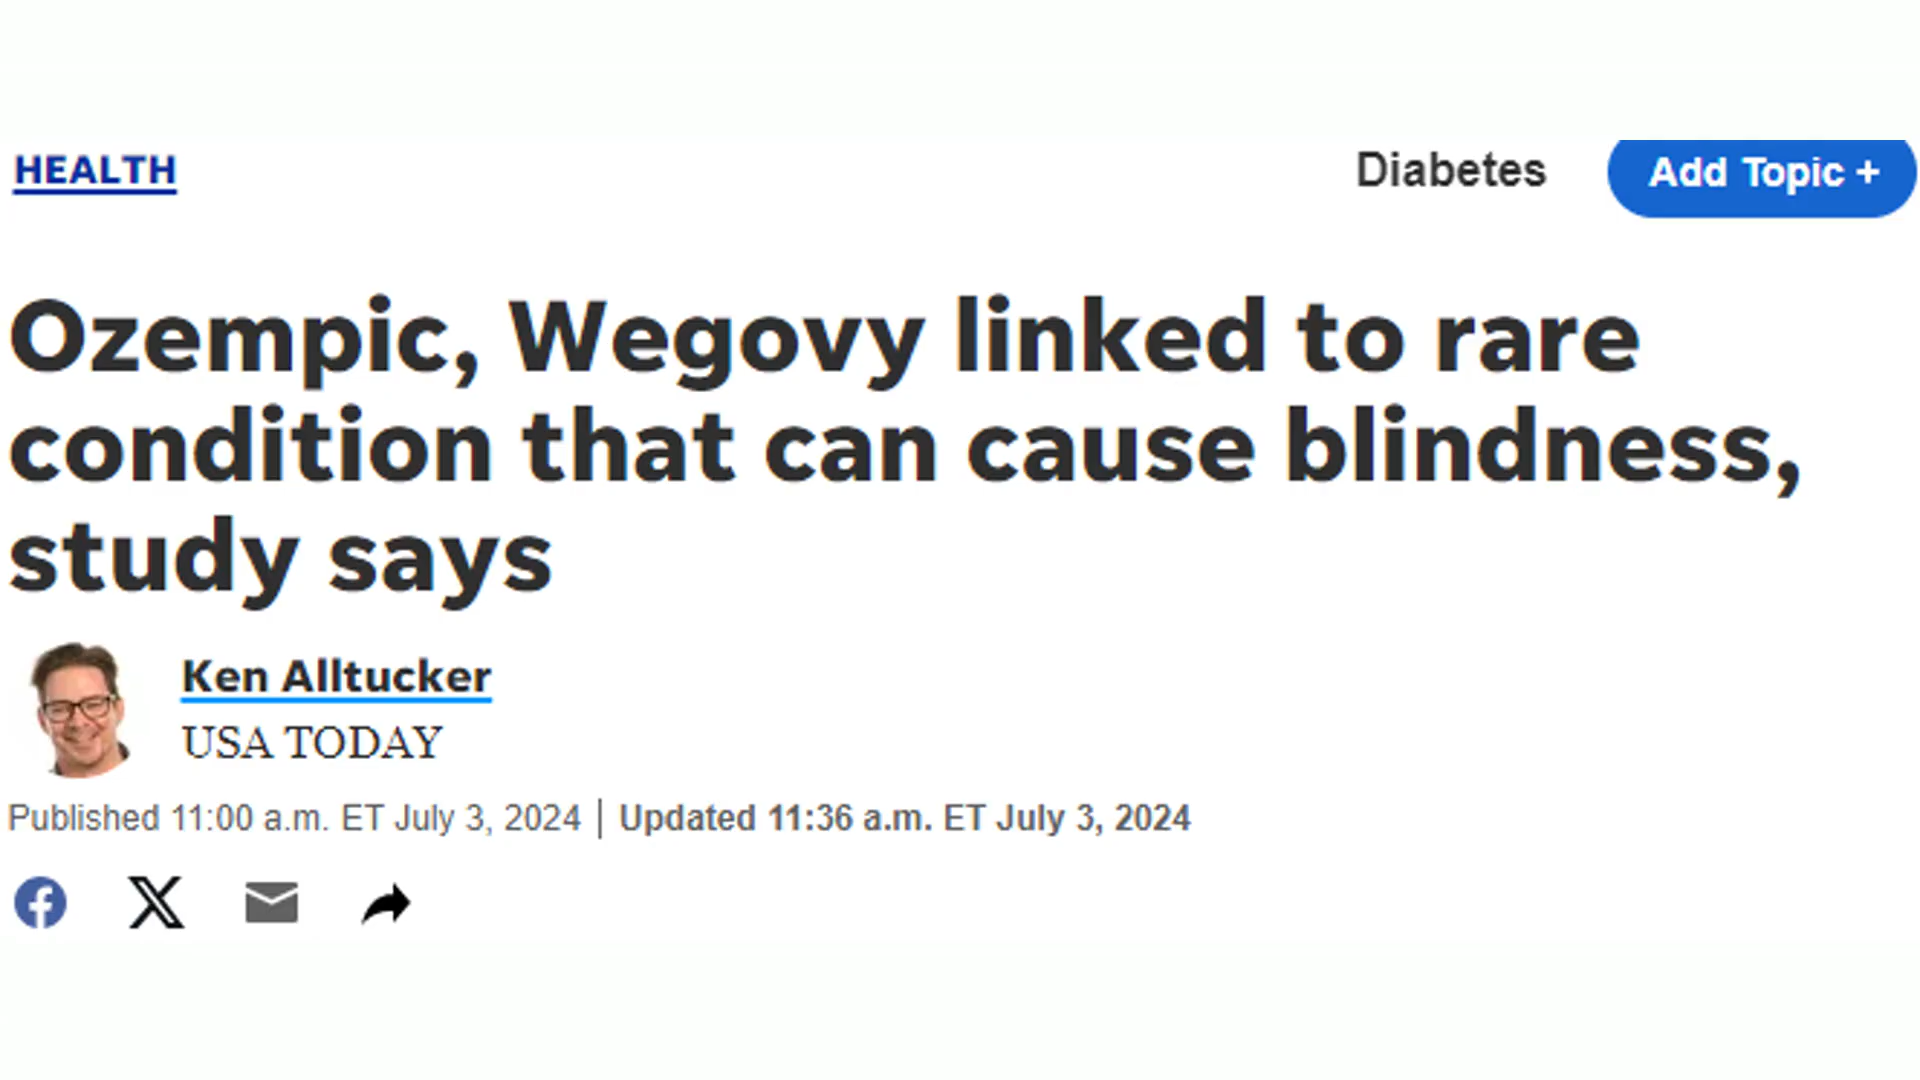 HEALTH
Diabetes
Add Topic +
Ozempic, Wegovy linked to rare
condition that can cause blindness,
study says
Ken Alltucker
USA TODAY
Published 11:00 a.m. ET July 3, 2024 | Updated 11:36 a.m. ET July 3, 2024